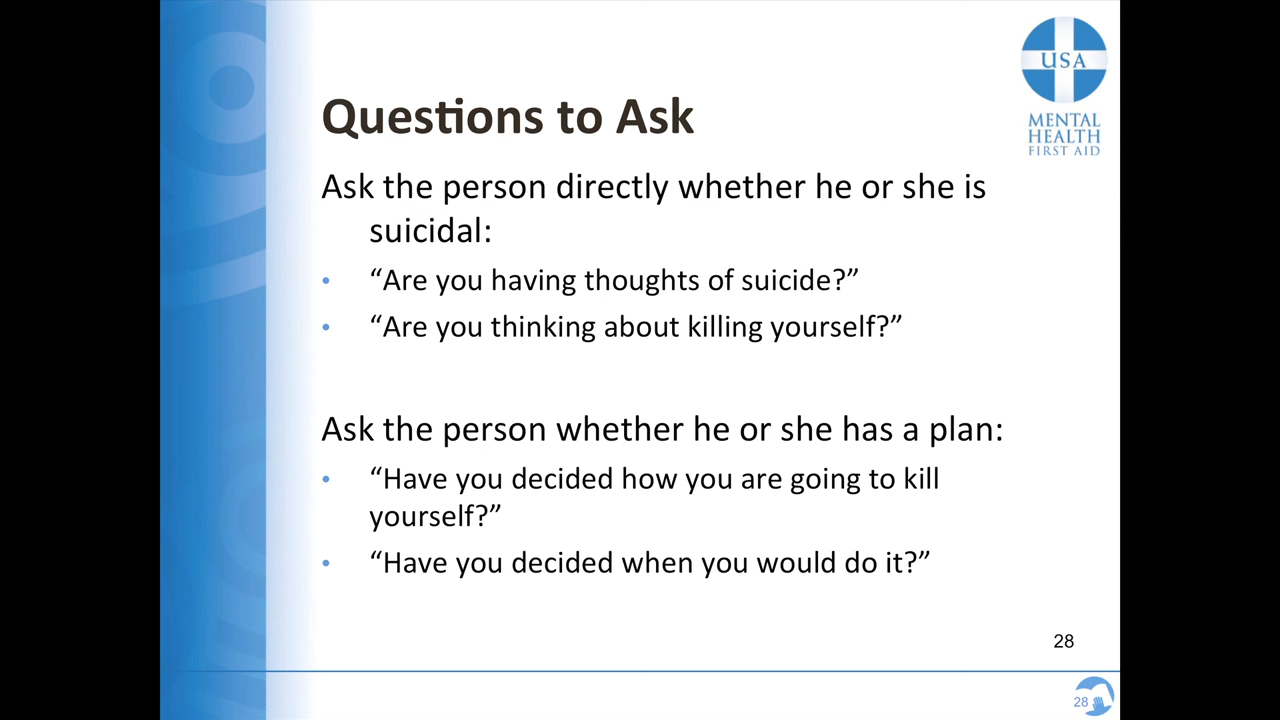 USA
MENTAL
HEALTH
FIRST AID
Questions to Ask
Ask the person directly whether he or she is
suicidal:
• “Are you having thoughts of suicide?”
• “Are you thinking about killing yourself?”
Ask the person whether he or she has a plan:
• “Have you decided how you are going to kill
yourself?”
• “Have you decided when you would do it?”
28
28